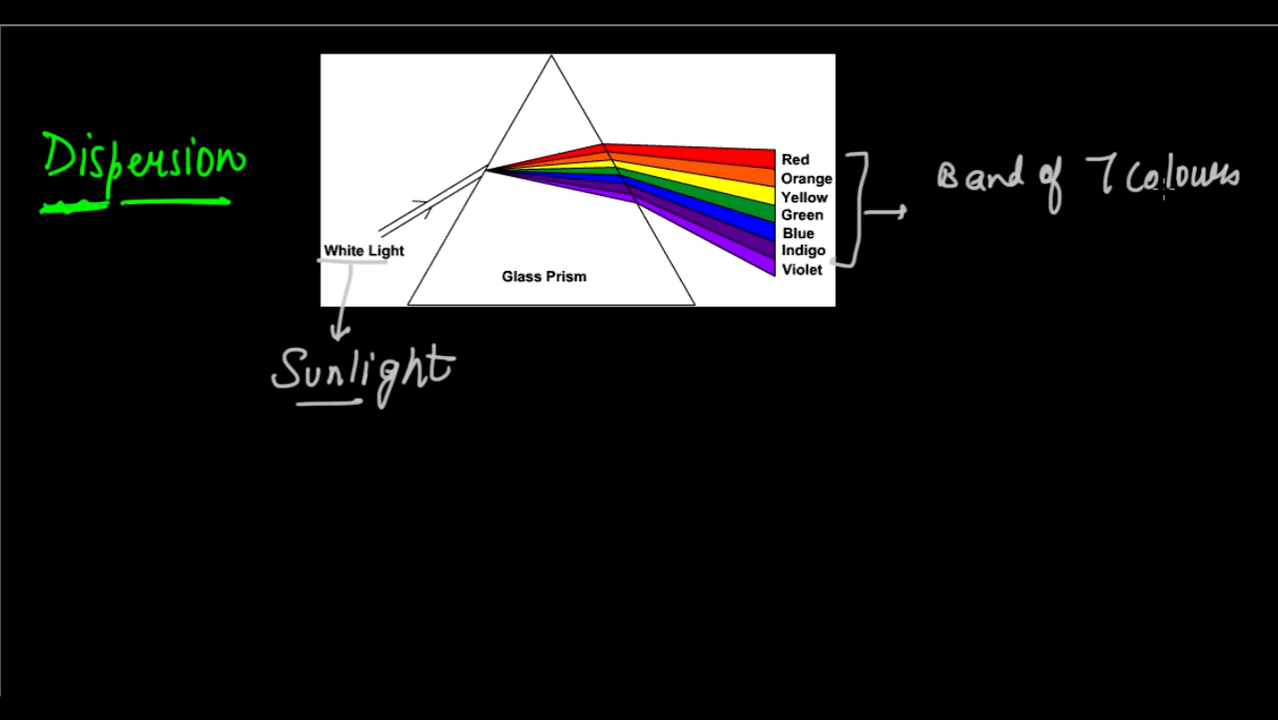 Dispersion
White Light
Glass Prism
Red
Orange
Yellow
Green
Blue
Indigo
Violet
Band of 7 Colours
Sunlight